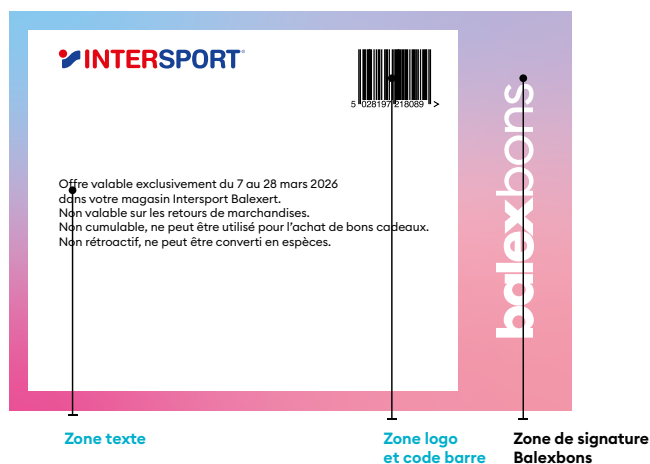 INTERSPORT
5 028197 218089 >
balexbons
Offre valable exclusivement du 7 au 28 mars 2026
dans votre magasin Intersport Balexert.
Non valable sur les retours de marchandises.
Non cumulable, ne peut être utilisé pour l'achat de bons cadeaux.
Non rétroactif, ne peut être converti en espèces.
Zone texte
Zone logo
et code barre
Zone de signature
Balexbons